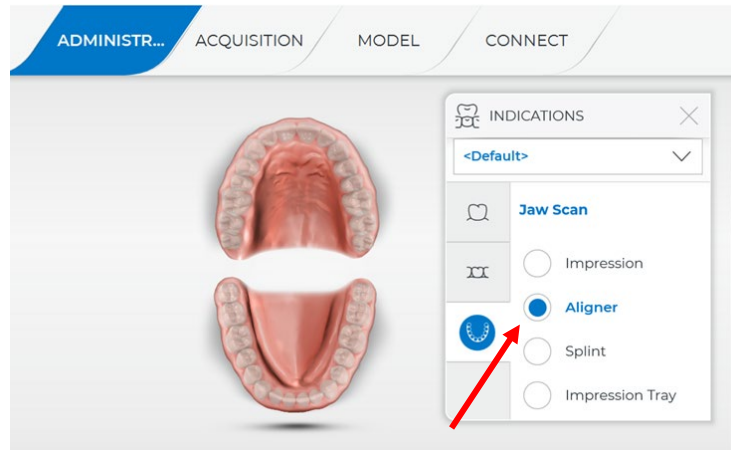 ADMINISTR... ACQUISITION MODEL CONNECT
INDICATIONS
<Default>
Jaw Scan
Impression
Aligner
Splint
Impression Tray